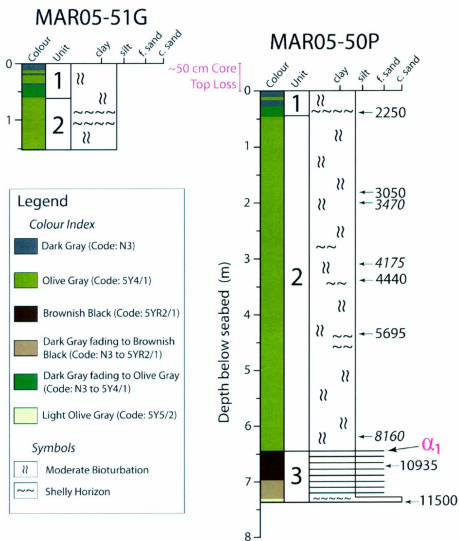 MAR05-51G
Colour
Unit
clay
silt
f. sand
c. sand
0
1
1
2
~50 cm Core
Top Loss
MAR05-50P
Colour
Unit
clay
silt
f. sand
c. sand
0
1
2
3
4
5
6
7
8
Depth below seabed (m)
1
2
3
2250
3050
3470
4175
4440
5695
8160
α1
10935
11500
Legend
Colour Index
Dark Gray (Code: N3)
Olive Gray (Code: 5Y4/1)
Brownish Black (Code: 5YR2/1)
Dark Gray fading to Brownish
Black (Code: N3 to 5YR2/1)
Dark Gray fading to Olive Gray
(Code: N3 to 5Y4/1)
Light Olive Gray (Code: 5Y5/2)
Symbols
Moderate Bioturbation
Shelly Horizon